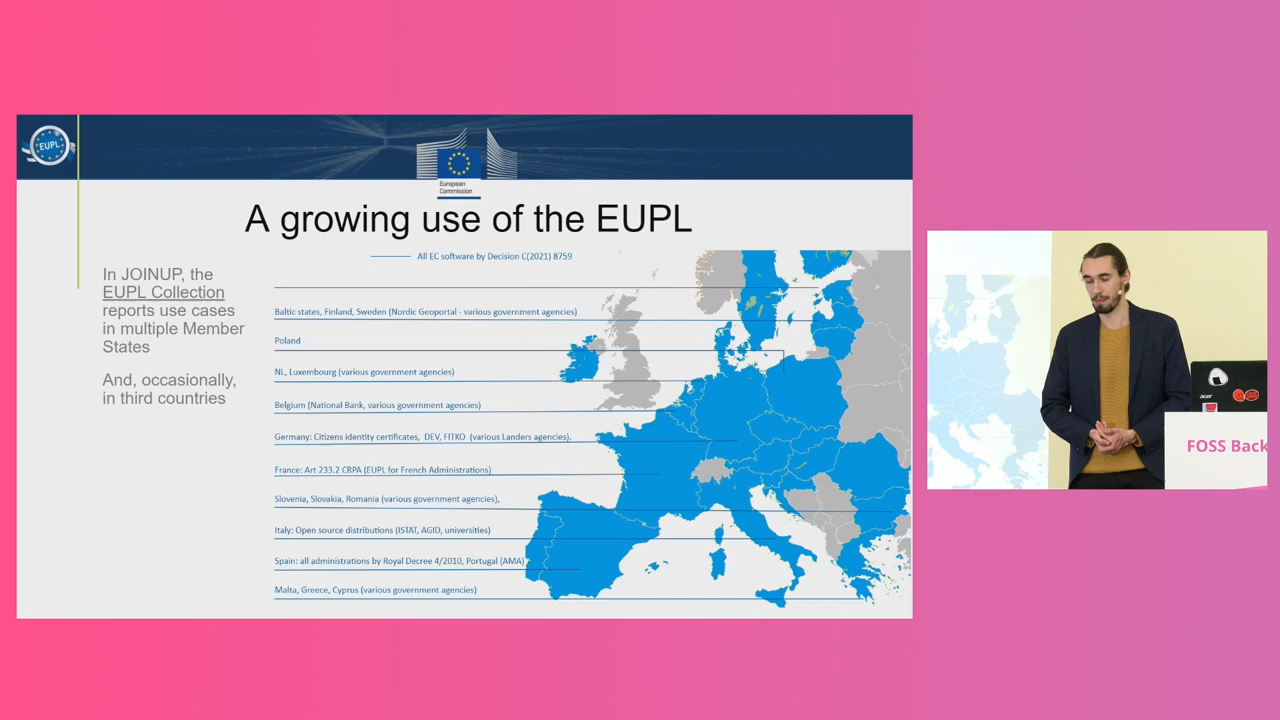 EUPL
European
Commission
A growing use of the EUPL
In JOINUP, the
EUPL Collection
reports use cases
in multiple Member
States
And, occasionally,
in third countries
All EC software by Decision C(2021) 8759
Baltic states, Finland, Sweden (Nordic Geoportal - various government agencies)
Poland
NL, Luxembourg (various government agencies)
Belgium (National Bank, various government agencies)
Germany: Citizens identity certificates, DEV, FITKO (various Landers agencies).
France: Art 233.2 CRPA (EUPL for French Administrations)
Slovenia, Slovakia, Romania (various government agencies),
Italy: Open source distributions (ISTAT, AGID, universities)
Spain: all administrations by Royal Decree 4/2010, Portugal (AMA)
Malta, Greece, Cyprus (various government agencies)
acer
FOSS Back